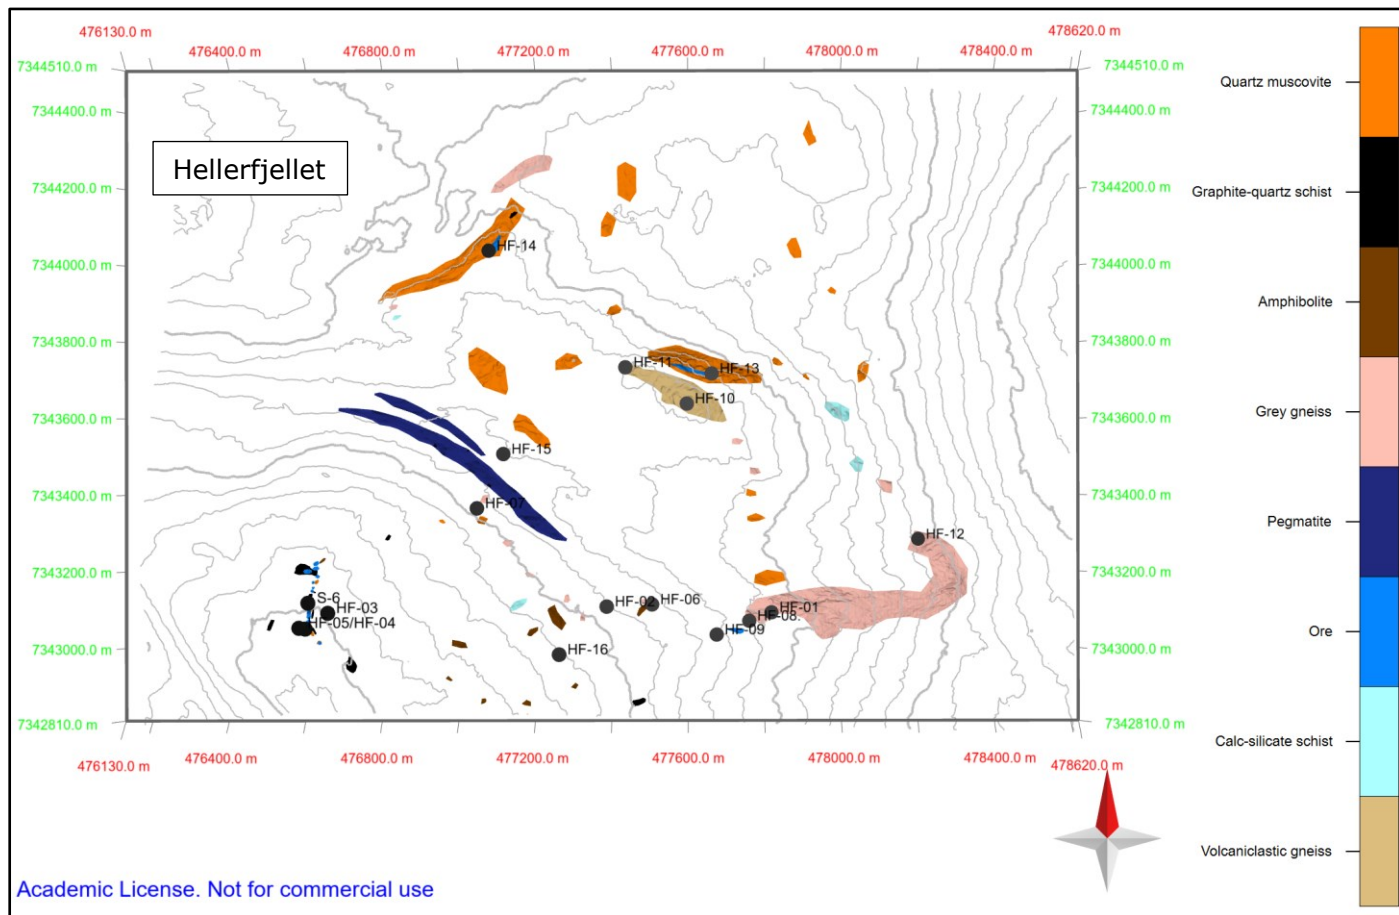 476130.0 m
478620.0 m
476400.0 m
476800.0 m
477200.0 m
477600.0 m
478000.0 m
478400.0 m
7344510.0 m
7344510.0 m
7344400.0 m
7344400.0 m
Hellerfjellet
7344200.0 m
7344200.0 m
HF-14
7344000.0 m
7344000.0 m
7343800.0 m
7343800.0 m
HF-11
HF-13
HF-10
7343600.0 m
7343600.0 m
HF-15
HF-07
7343400.0 m
7343400.0 m
HF-12
7343200.0 m
7343200.0 m
S-6
HF-03
HF-02
HF-06
HF-01
HF-08.
HF-05/HF-04
HF-09
HF-16
7343000.0 m
7343000.0 m
7342810.0 m
7342810.0 m
476130.0 m
476400.0 m
476800.0 m
477200.0 m
477600.0 m
478000.0 m
478400.0 m
478620.0 m
Quartz muscovite
Graphite-quartz schist
Amphibolite
Grey gneiss
Pegmatite
Ore
Calc-silicate schist
Volcaniclastic gneiss
Academic License. Not for commercial use